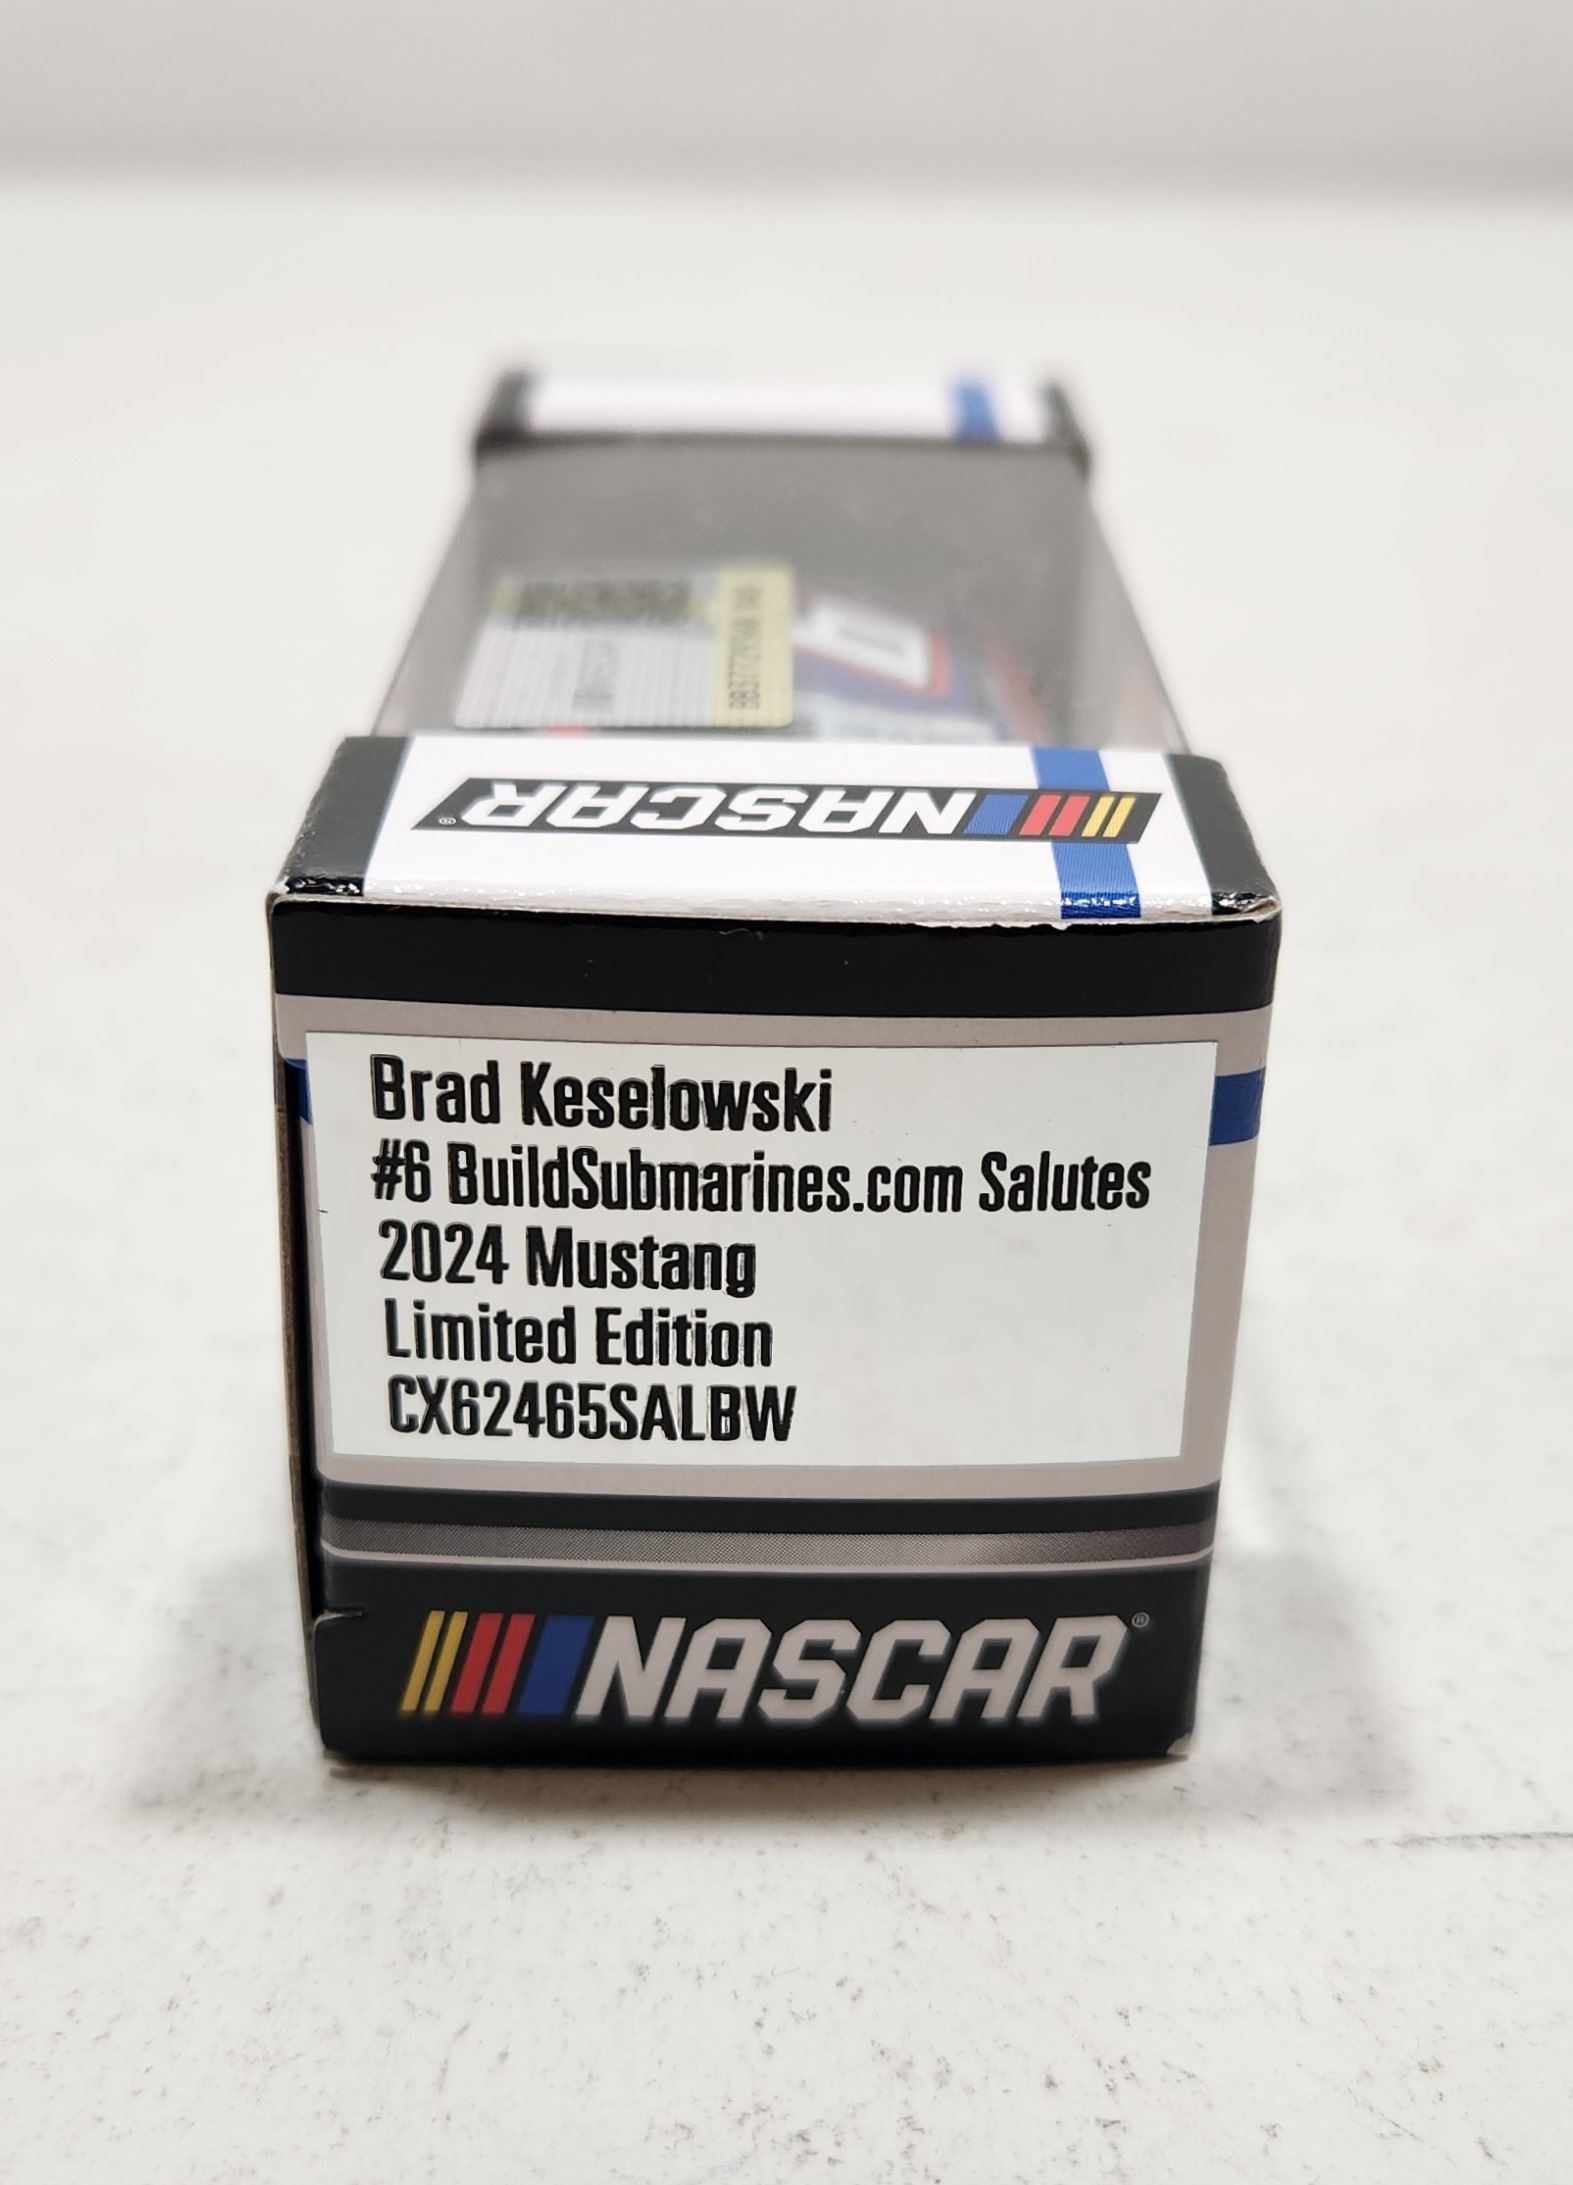 NASCAR®
Brad Keselowski
#6 BuildSubmarines.com Salutes
2024 Mustang
Limited Edition
CX62465SALBW
NASCAR®